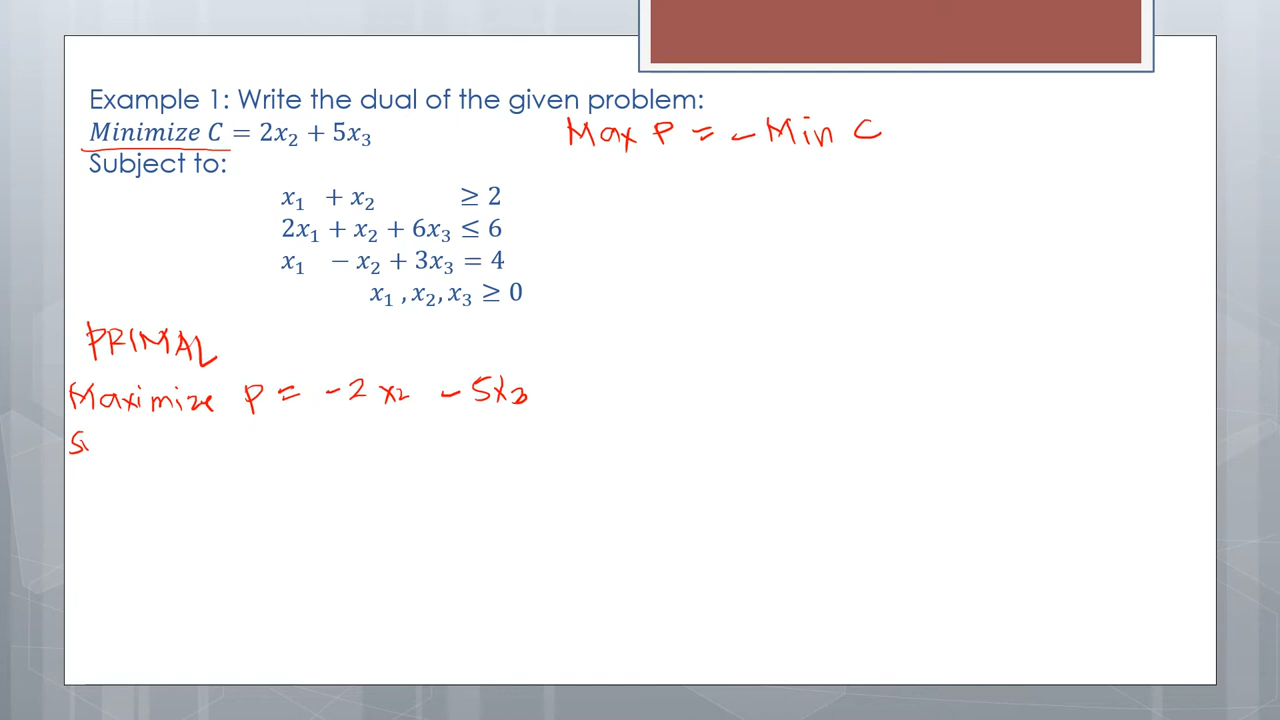 Example 1: Write the dual of the given problem:
Minimize C = 2x₂ + 5x₃
Max P = - Min C
Subject to:
x₁ + x₂ ≥ 2
2x₁ + x₂ + 6x₃ ≤ 6
x₁ − x₂ + 3x₃ = 4
x₁ , x₂, x₃ ≥ 0
PRIMAL
Maximize P = -2x₂ - 5x₃